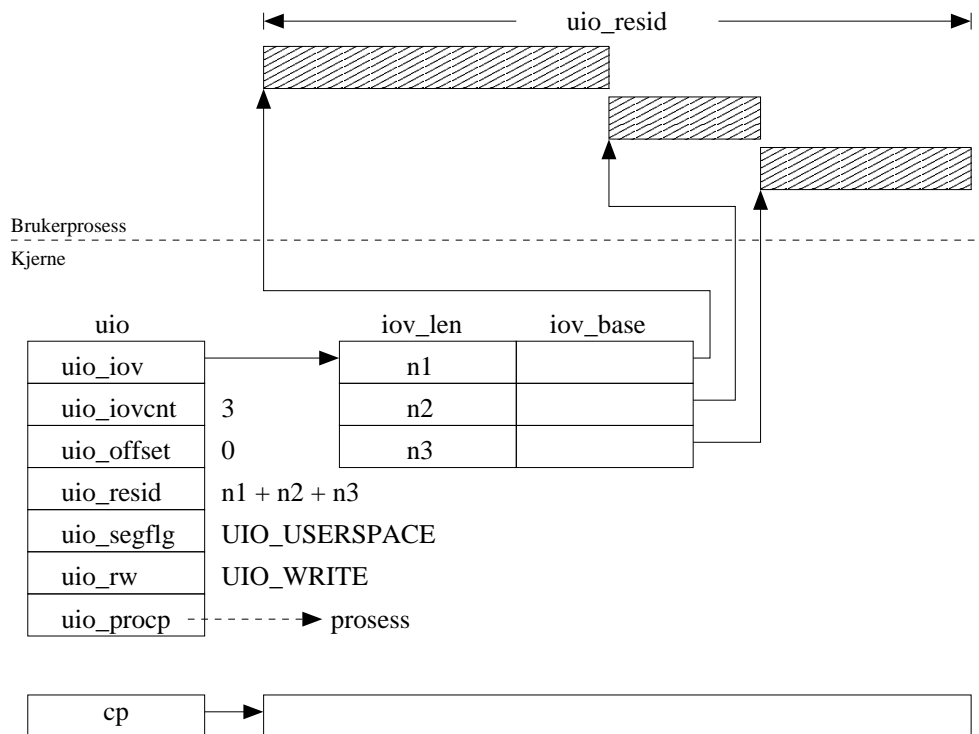 uio_resid
Brukerprosess
Kjerne
uio iov_len iov_base
uio_iov n1
uio_iovcnt 3 n2
uio_offset 0 n3
uio_resid n1 + n2 + n3
uio_segflg UIO_USERSPACE
uio_rw UIO_WRITE
uio_procp prosess
cp